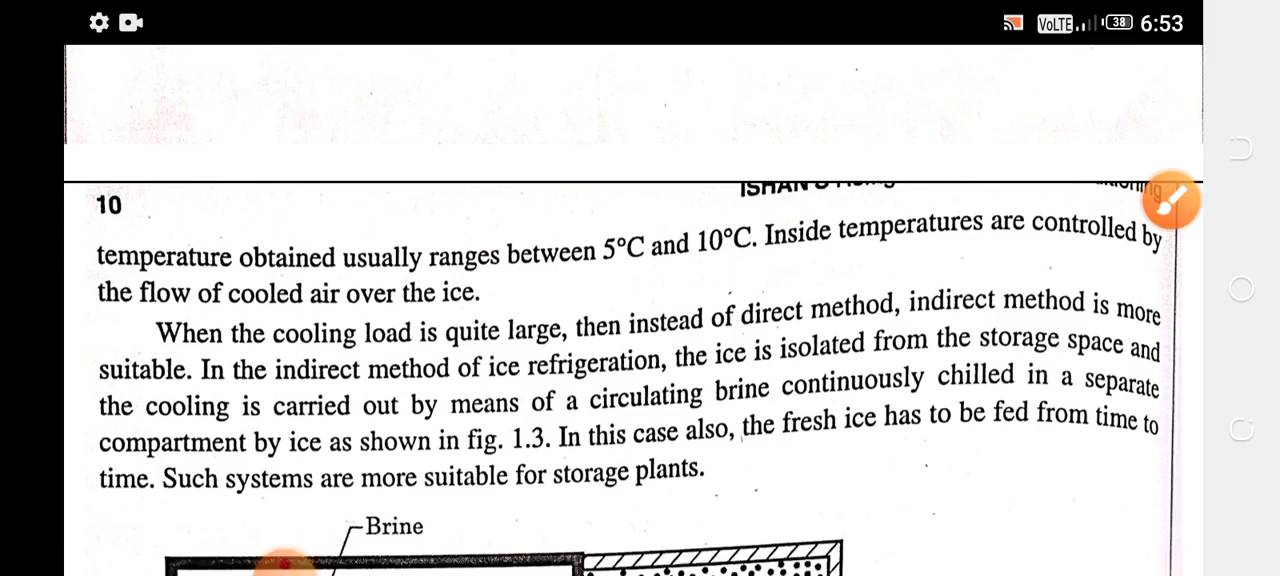 VoLTE 38 6:53
10
temperature obtained usually ranges between 5°C and 10°C. Inside temperatures are controlled by
the flow of cooled air over the ice.
When the cooling load is quite large, then instead of direct method, indirect method is more
suitable. In the indirect method of ice refrigeration, the ice is isolated from the storage space and
the cooling is carried out by means of a circulating brine continuously chilled in a separate
compartment by ice as shown in fig. 1.3. In this case also, the fresh ice has to be fed from time to
time. Such systems are more suitable for storage plants.
Brine